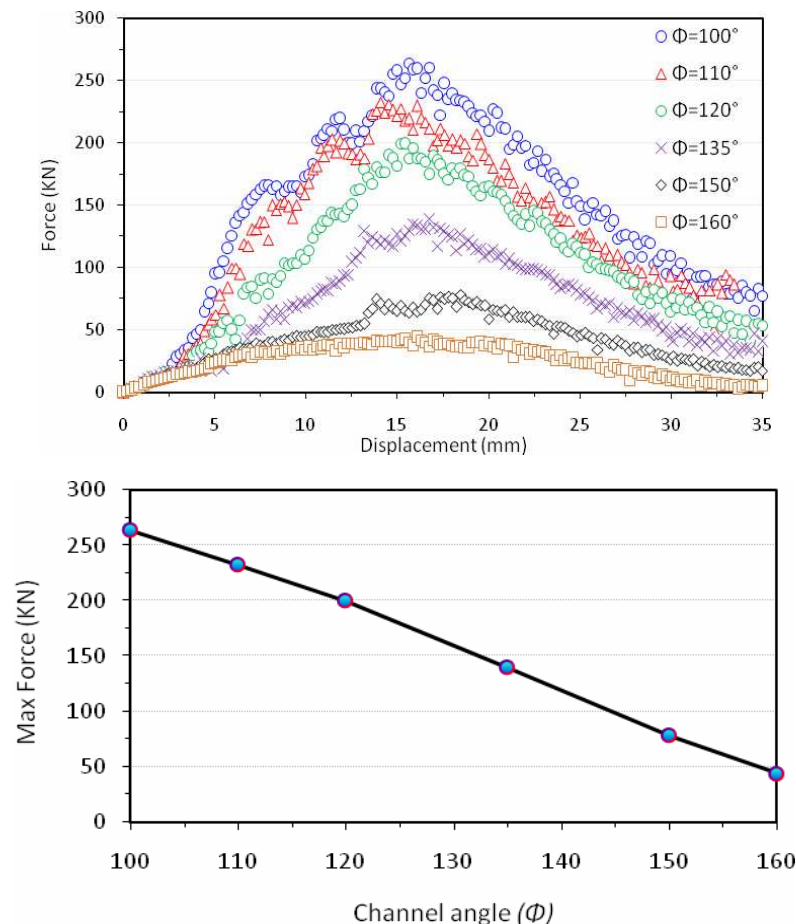 300
250
200
150
100
50
0
Force (KN)
Φ=100°
Φ=110°
Φ=120°
Φ=135°
Φ=150°
Φ=160°
0 5 10 15 20 25 30 35
Displacement (mm)
300
250
200
150
100
50
0
Max Force (KN)
100 110 120 130 140 150 160
Channel angle (Φ)